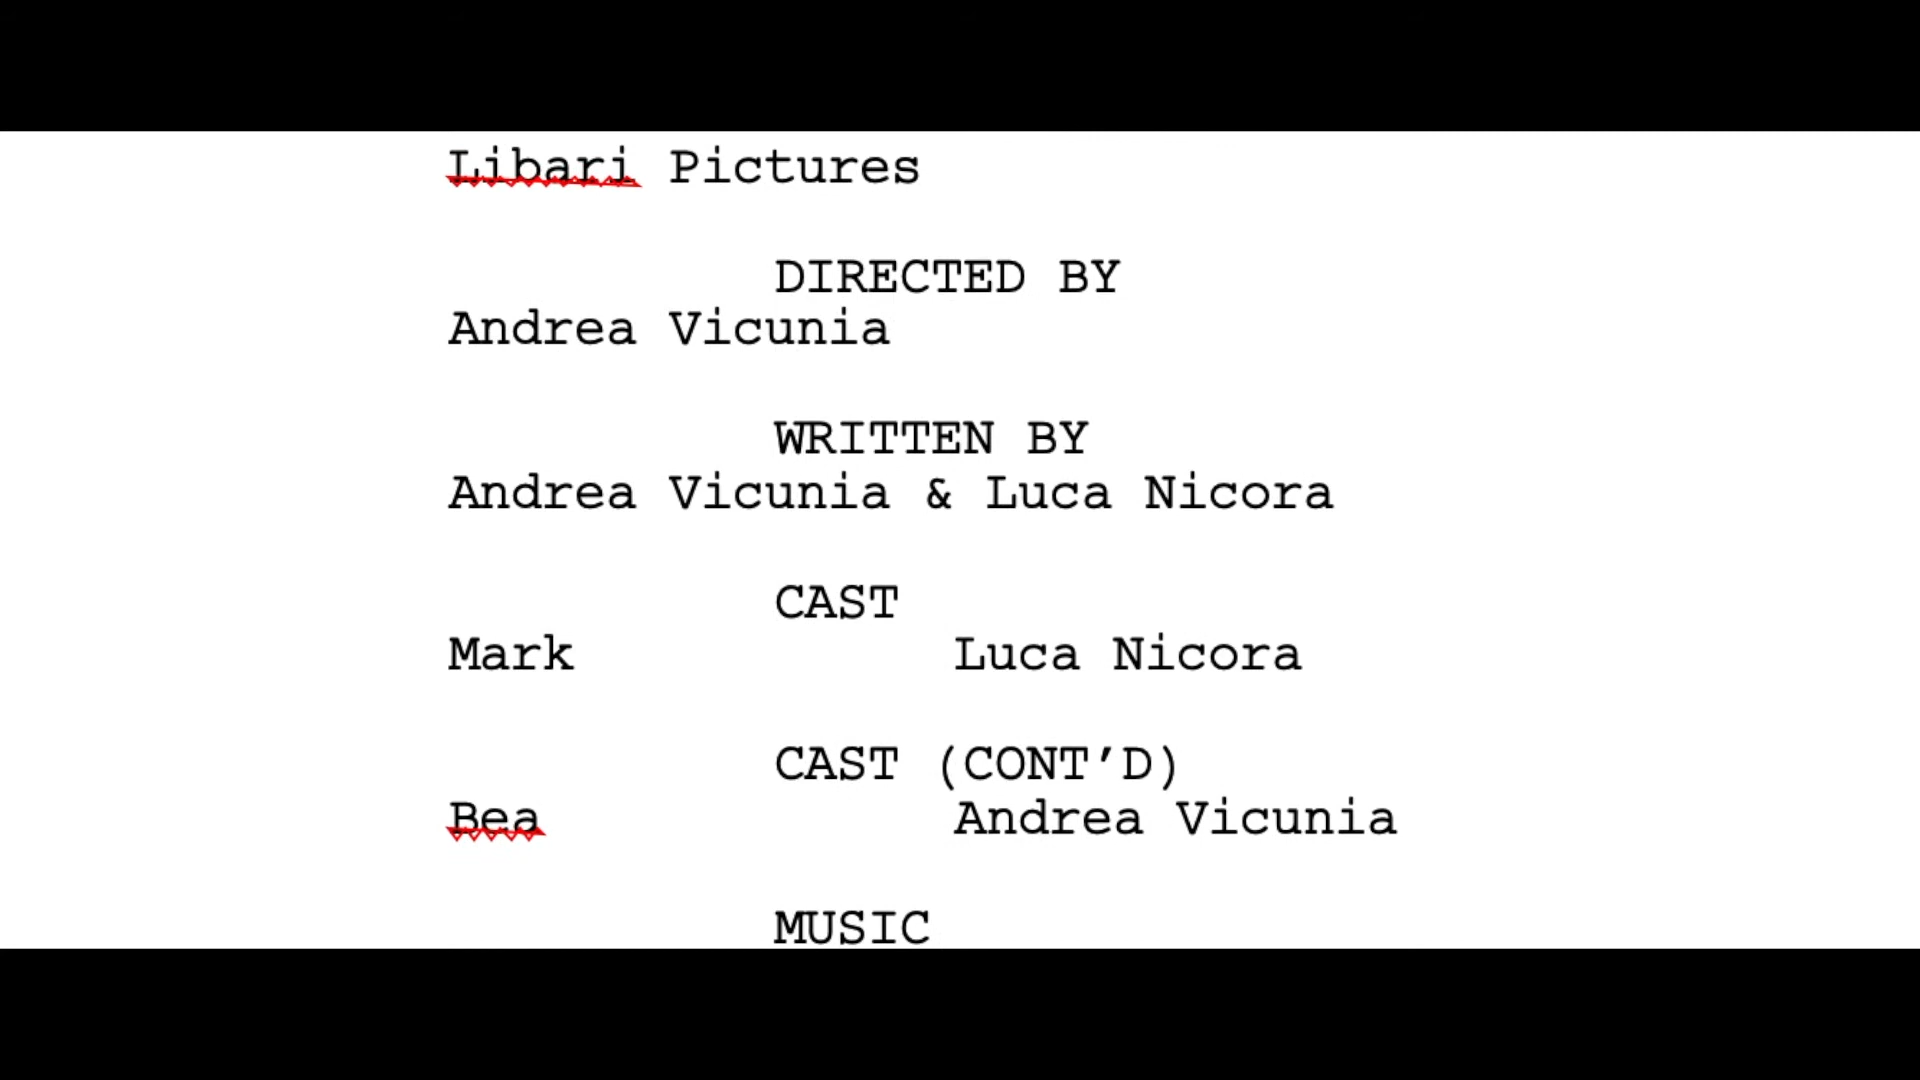 Libari Pictures
DIRECTED BY
Andrea Vicunia
WRITTEN BY
Andrea Vicunia & Luca Nicora
CAST
Mark Luca Nicora
CAST (CONT’D)
Bea Andrea Vicunia
MUSIC